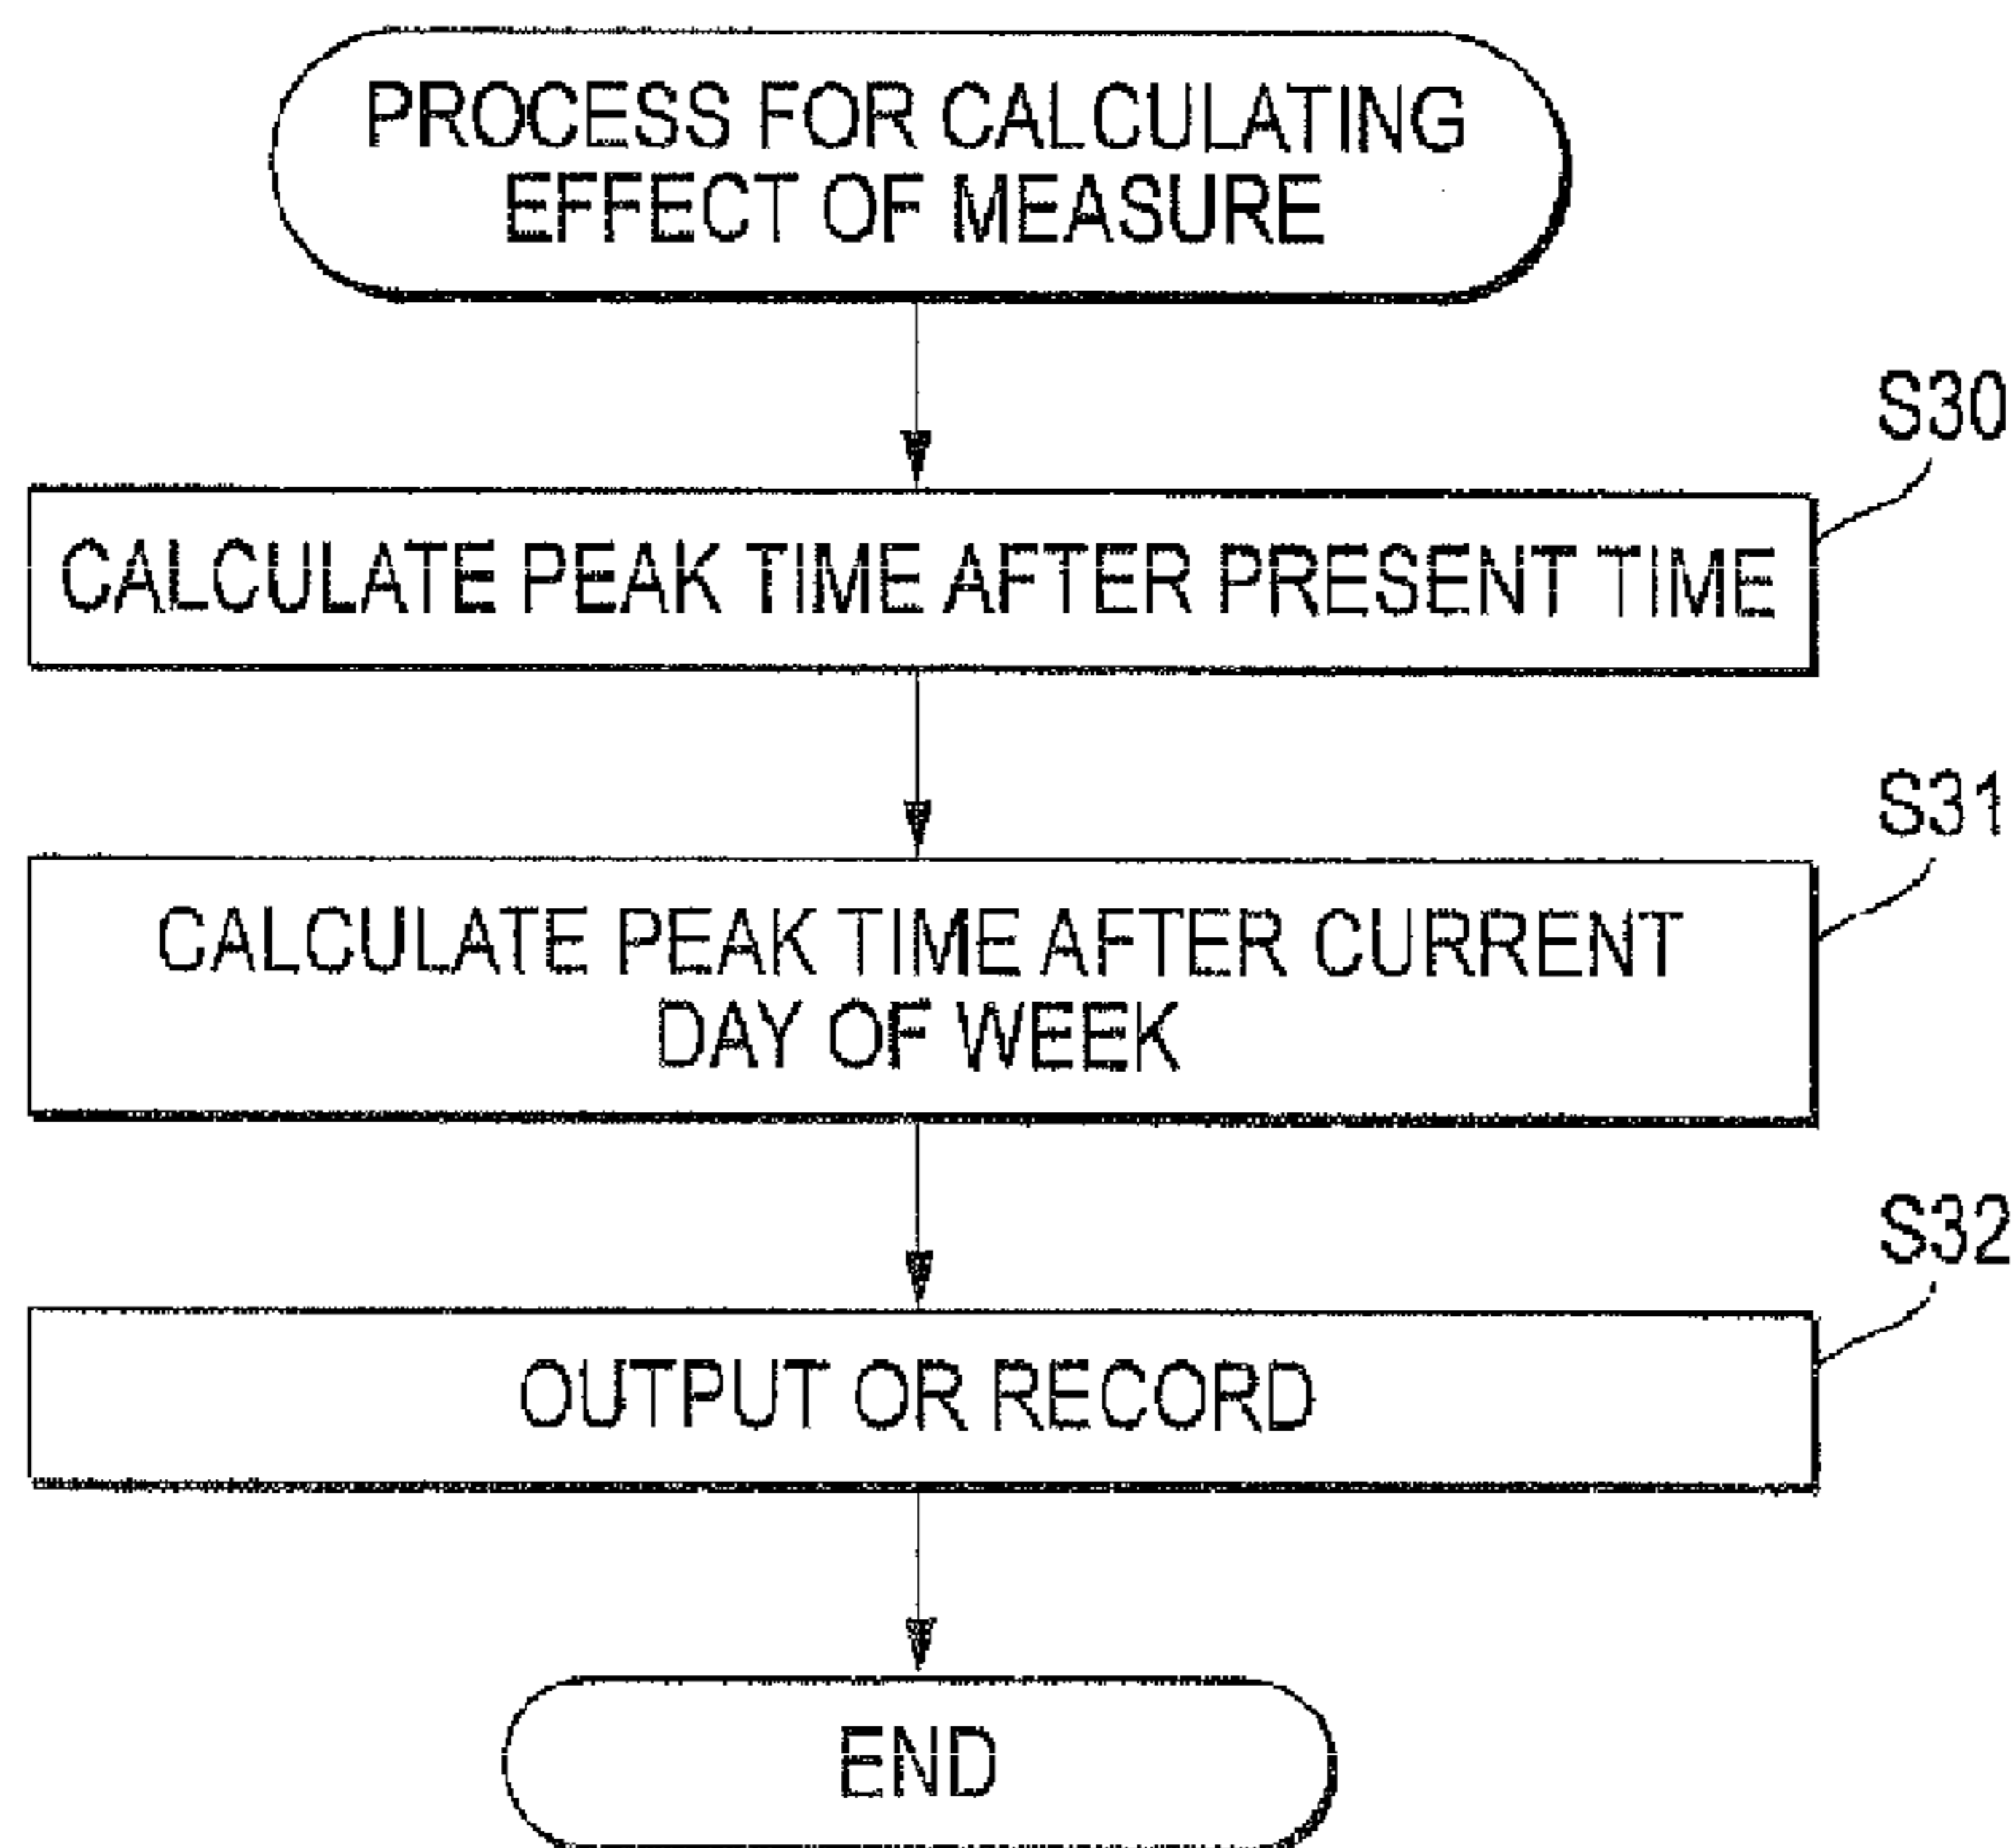 PROCESS FOR CALCULATING
EFFECT OF MEASURE
S30
CALCULATE PEAK TIME AFTER PRESENT TIME
S31
CALCULATE PEAK TIME AFTER CURRENT
DAY OF WEEK
S32
OUTPUT OR RECORD
END